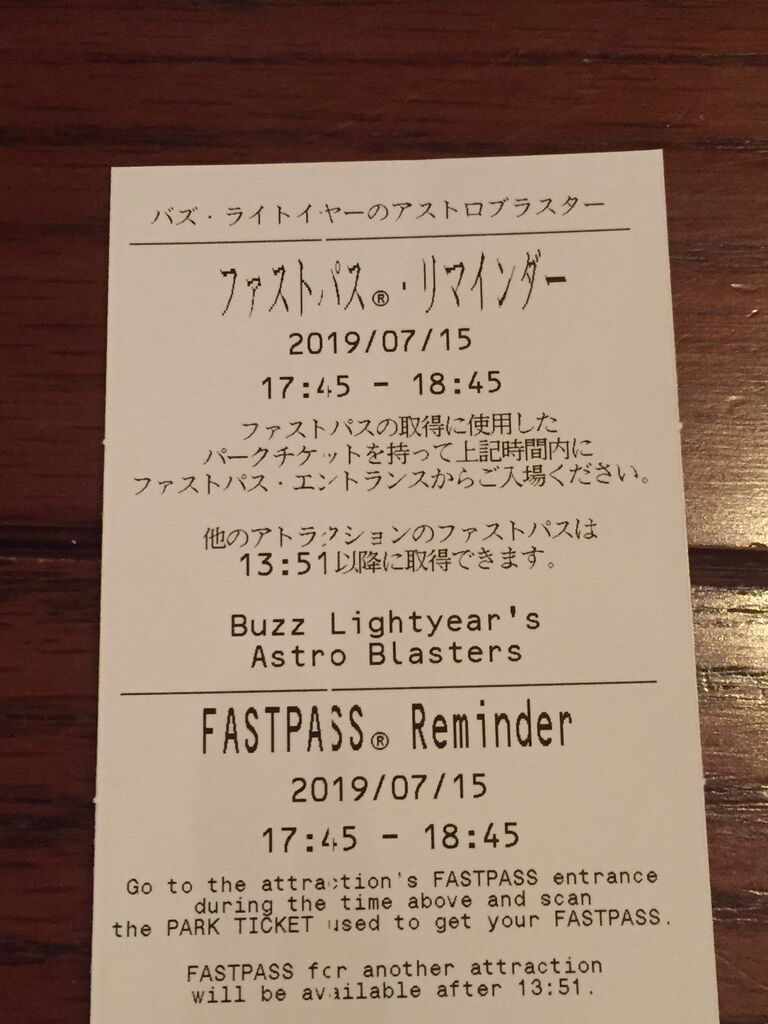 バズ・ライトイヤーのアストロブラスター
ファストパス®・リマインダー
2019/07/15
17:45 - 18:45
ファストパスの取得に使用した
パークチケットを持って上記時間内に
ファストパス・エントランスからご入場ください。
他のアトラクションのファストパスは
13:51以降に取得できます。
Buzz Lightyear's
Astro Blasters
FASTPASS® Reminder
2019/07/15
17:45 - 18:45
Go to the attraction's FASTPASS entrance
during the time above and scan
the PARK TICKET used to get your FASTPASS.
FASTPASS for another attraction
will be available after 13:51.